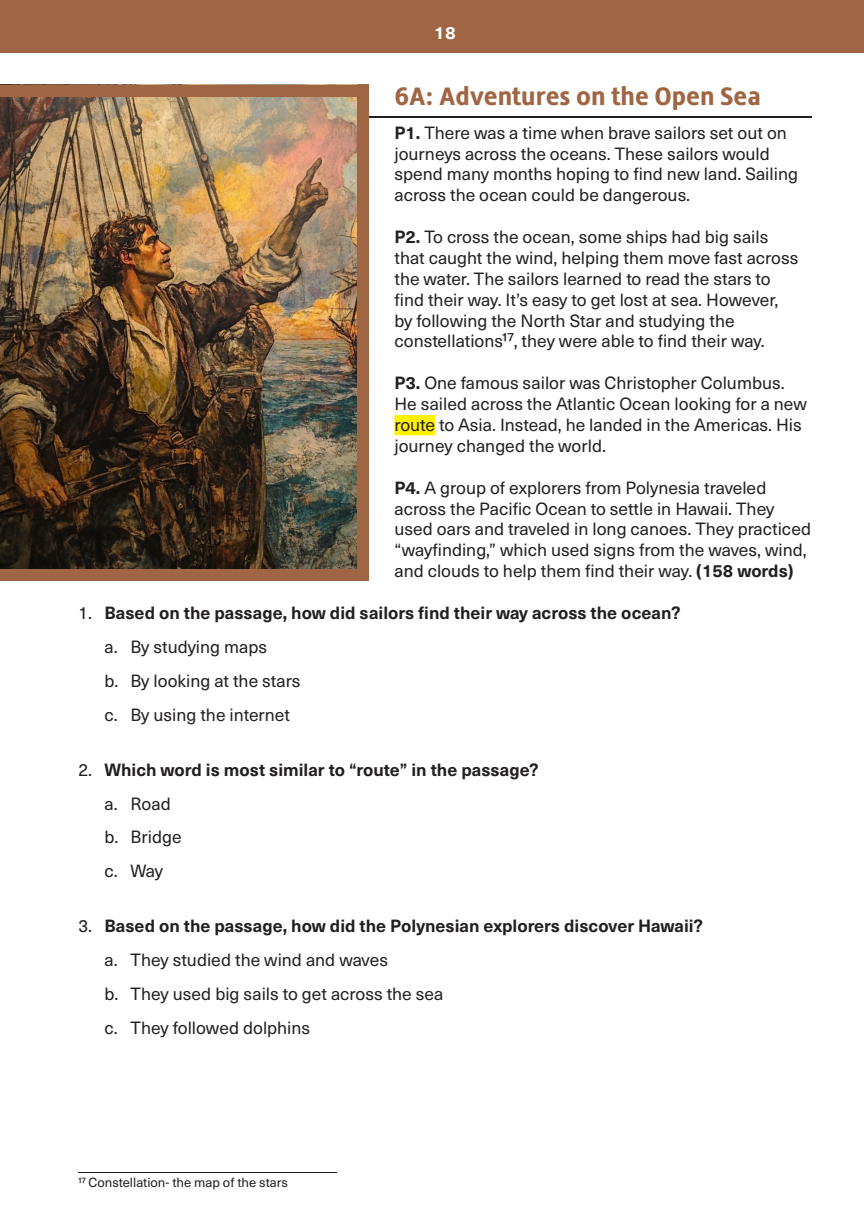 18
6A: Adventures on the Open Sea
P1. There was a time when brave sailors set out on
journeys across the oceans. These sailors would
spend many months hoping to find new land. Sailing
across the ocean could be dangerous.
P2. To cross the ocean, some ships had big sails
that caught the wind, helping them move fast across
the water. The sailors learned to read the stars to
find their way. It's easy to get lost at sea. However,
by following the North Star and studying the
constellations¹⁷, they were able to find their way.
P3. One famous sailor was Christopher Columbus.
He sailed across the Atlantic Ocean looking for a new
route to Asia. Instead, he landed in the Americas. His
journey changed the world.
P4. A group of explorers from Polynesia traveled
across the Pacific Ocean to settle in Hawaii. They
used oars and traveled in long canoes. They practiced
“wayfinding,” which used signs from the waves, wind,
and clouds to help them find their way. (158 words)
1. Based on the passage, how did sailors find their way across the ocean?
a. By studying maps
b. By looking at the stars
c. By using the internet
2. Which word is most similar to “route” in the passage?
a. Road
b. Bridge
c. Way
3. Based on the passage, how did the Polynesian explorers discover Hawaii?
a. They studied the wind and waves
b. They used big sails to get across the sea
c. They followed dolphins
¹⁷ Constellation- the map of the stars